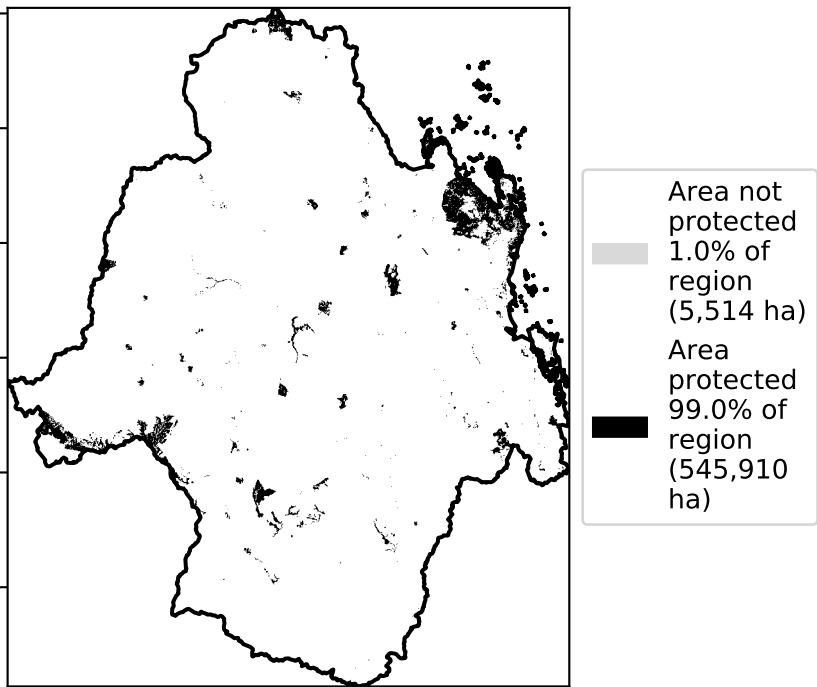 Area not
protected
1.0% of
region
(5,514 ha)
Area
protected
99.0% of
region
(545,910
ha)